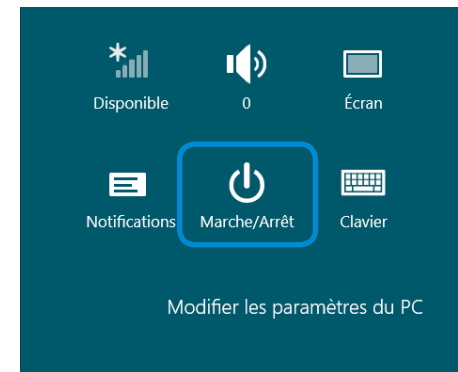 Disponible
0
Écran
Notifications
Marche/Arrêt
Clavier
Modifier les paramètres du PC